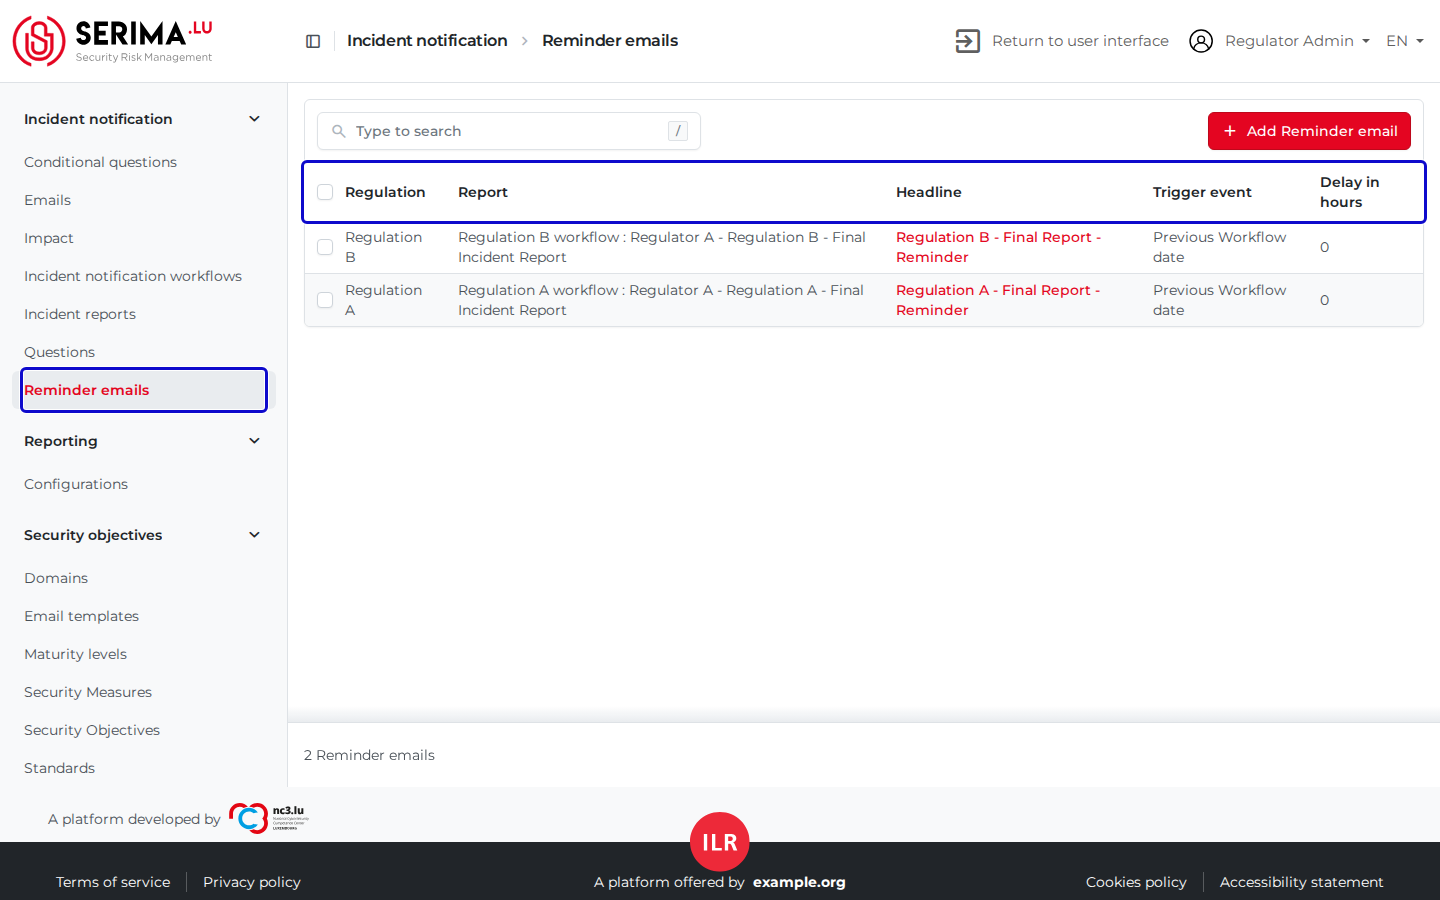 SERIMA.LU
Security Risk Management
Incident notification > Reminder emails
Return to user interface
Regulator Admin
EN
Incident notification
Conditional questions
Emails
Impact
Incident notification workflows
Incident reports
Questions
Reminder emails
Reporting
Configurations
Security objectives
Domains
Email templates
Maturity levels
Security Measures
Security Objectives
Standards
Type to search /
+ Add Reminder email
Regulation Report Headline Trigger event Delay in hours
Regulation B Regulation B workflow : Regulator A - Regulation B - Final Incident Report Regulation B - Final Report - Reminder Previous Workflow date 0
Regulation A Regulation A workflow : Regulator A - Regulation A - Final Incident Report Regulation A - Final Report - Reminder Previous Workflow date 0
2 Reminder emails
A platform developed by nc3.lu
LUXEMBOURG
ILR
Terms of service
Privacy policy
A platform offered by example.org
Cookies policy
Accessibility statement